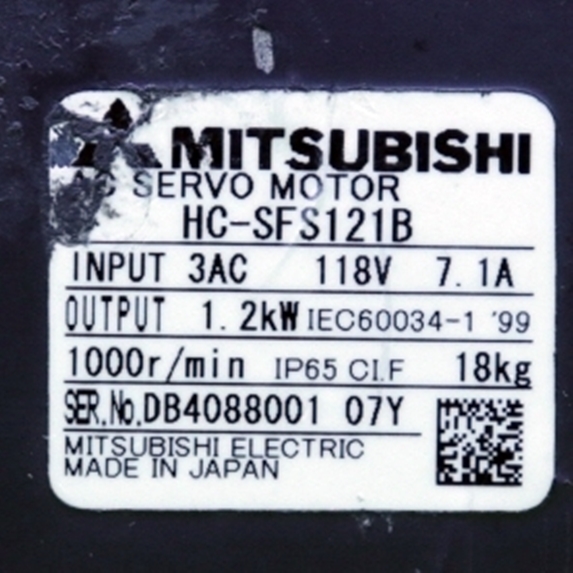 MITSUBISHI
AC SERVO MOTOR
HC-SFS121B
INPUT 3AC 118V 7.1A
OUTPUT 1.2kW IEC60034-1 '99
1000r/min IP65 CI.F 18kg
SER.No.DB4088001 07Y
MITSUBISHI ELECTRIC
MADE IN JAPAN